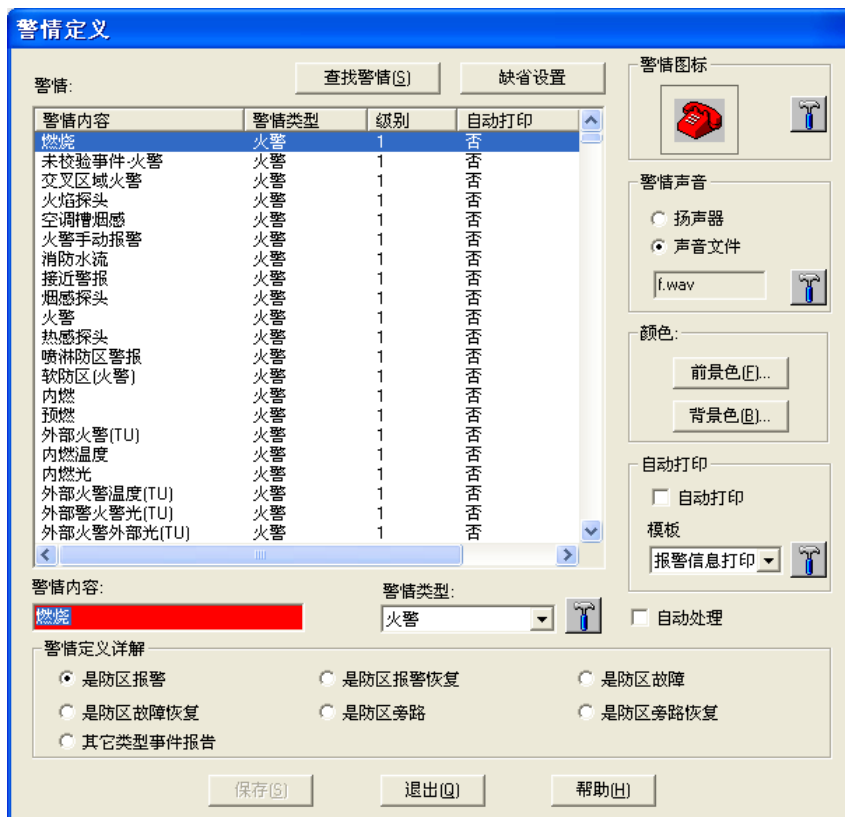 警情定义
警情:
查找警情(S)
缺省设置
警情内容 警情类型 级别 自动打印
燃烧 火警 1 否
未校验事件-火警 火警 1 否
交叉区域火警 火警 1 否
火焰探头 火警 1 否
空调槽烟感 火警 1 否
火警手动报警 火警 1 否
消防水流 火警 1 否
接近警报 火警 1 否
烟感探头 火警 1 否
火警 火警 1 否
热感探头 火警 1 否
喷淋防区警报 火警 1 否
软防区(火警) 火警 1 否
内燃 火警 1 否
预燃 火警 1 否
外部火警(TU) 火警 1 否
内燃温度 火警 1 否
内燃光 火警 1 否
外部火警温度(TU) 火警 1 否
外部警火警光(TU) 火警 1 否
外部火警外部光(TU) 火警 1 否
警情图标
警情声音
扬声器
声音文件
f.wav
颜色:
前景色(F)...
背景色(B)...
自动打印
自动打印
模板
报警信息打印
自动处理
警情内容:
燃烧
警情类型:
火警
警情定义详解
是防区报警 是防区报警恢复 是防区故障
是防区故障恢复 是防区旁路 是防区旁路恢复
其它类型事件报告
保存(S) 退出(Q) 帮助(H)